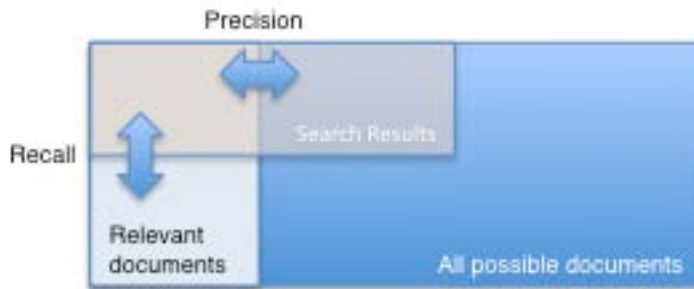 Precision
Search Results
Recall
Relevant
documents
All possible documents